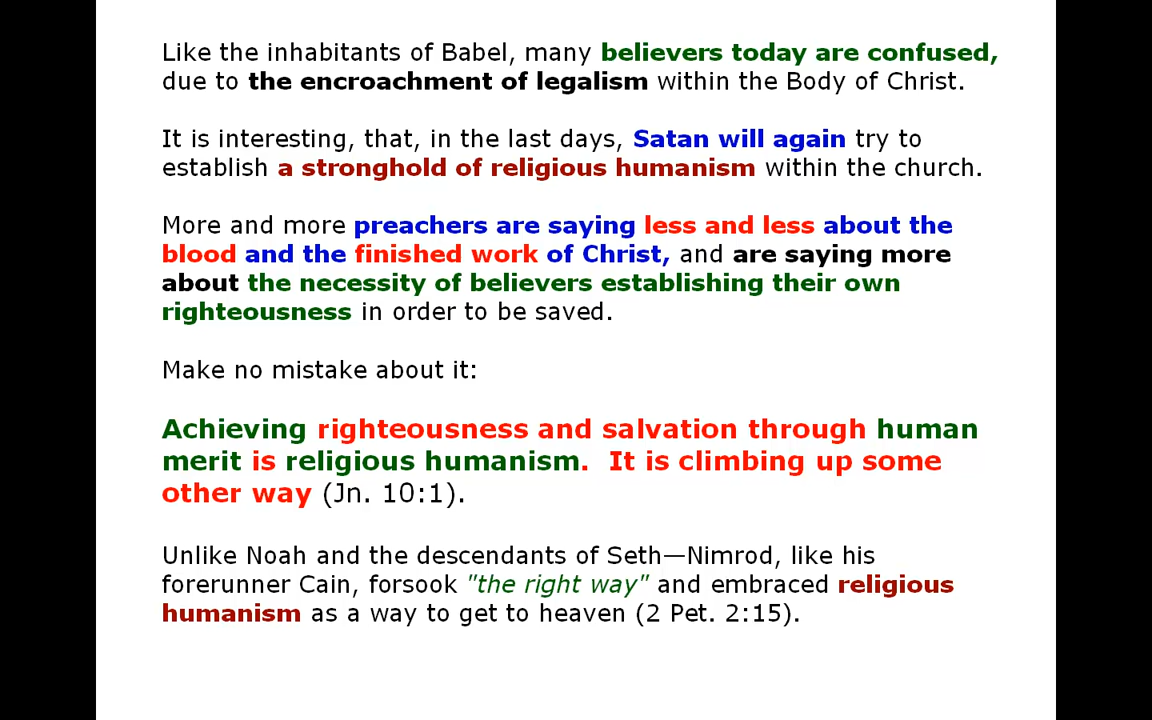 Like the inhabitants of Babel, many believers today are confused,
due to the encroachment of legalism within the Body of Christ.
It is interesting, that, in the last days, Satan will again try to
establish a stronghold of religious humanism within the church.
More and more preachers are saying less and less about the
blood and the finished work of Christ, and are saying more
about the necessity of believers establishing their own
righteousness in order to be saved.
Make no mistake about it:
Achieving righteousness and salvation through human
merit is religious humanism. It is climbing up some
other way (Jn. 10:1).
Unlike Noah and the descendants of Seth—Nimrod, like his
forerunner Cain, forsook "the right way" and embraced religious
humanism as a way to get to heaven (2 Pet. 2:15).